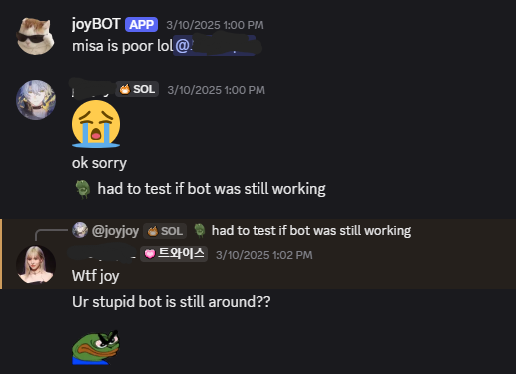 joyBOT APP 3/10/2025 1:00 PM
misa is poor lol @
SOL 3/10/2025 1:00 PM
ok sorry
had to test if bot was still working
@joyjoy SOL had to test if bot was still working
트와이스 3/10/2025 1:02 PM
Wtf joy
Ur stupid bot is still around??